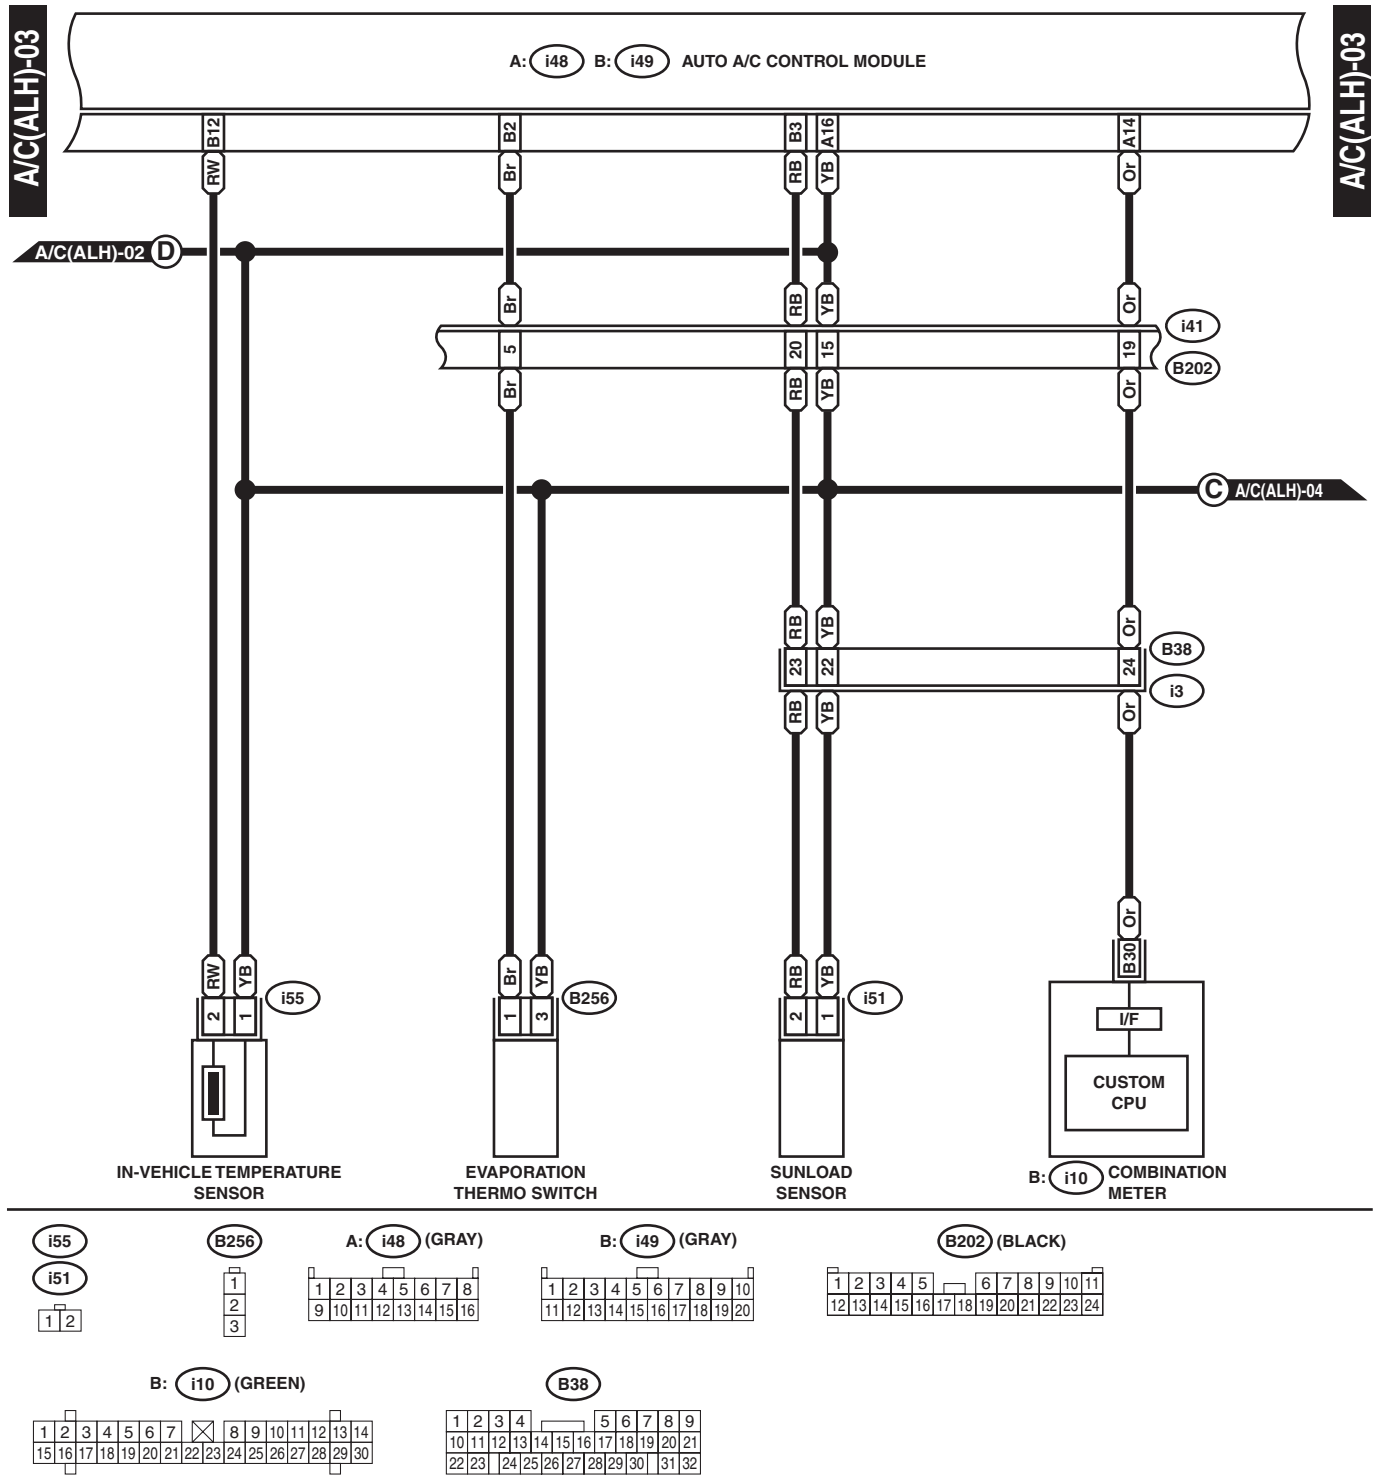 A/C(ALH)-03
A/C(ALH)-03
A: i48 B: i49 AUTO A/C CONTROL MODULE
B12 B2 B3 A16 A14
RW Br RB YB Or
A/C(ALH)-02 D
Br RB YB Or
i41
5 20 15 19
B202
Br RB YB Or
C A/C(ALH)-04
RB YB Or
B38
23 22 24
i3
RB YB Or
Or
B30
RW YB Br YB RB YB
2 1 i55 1 3 B256 2 1 i51
I/F
CUSTOM
CPU
IN-VEHICLE TEMPERATURE
SENSOR
EVAPORATION
THERMO SWITCH
SUNLOAD
SENSOR
B: i10 COMBINATION
METER
i55
i51
1 2
B256
1
2
3
A: i48 (GRAY)
1 2 3 4 5 6 7 8
9 10 11 12 13 14 15 16
B: i49 (GRAY)
1 2 3 4 5 6 7 8 9 10
11 12 13 14 15 16 17 18 19 20
B202 (BLACK)
1 2 3 4 5 6 7 8 9 10 11
12 13 14 15 16 17 18 19 20 21 22 23 24
B: i10 (GREEN)
1 2 3 4 5 6 7 8 9 10 11 12 13 14
15 16 17 18 19 20 21 22 23 24 25 26 27 28 29 30
B38
1 2 3 4 5 6 7 8 9
10 11 12 13 14 15 16 17 18 19 20 21
22 23 24 25 26 27 28 29 30 31 32